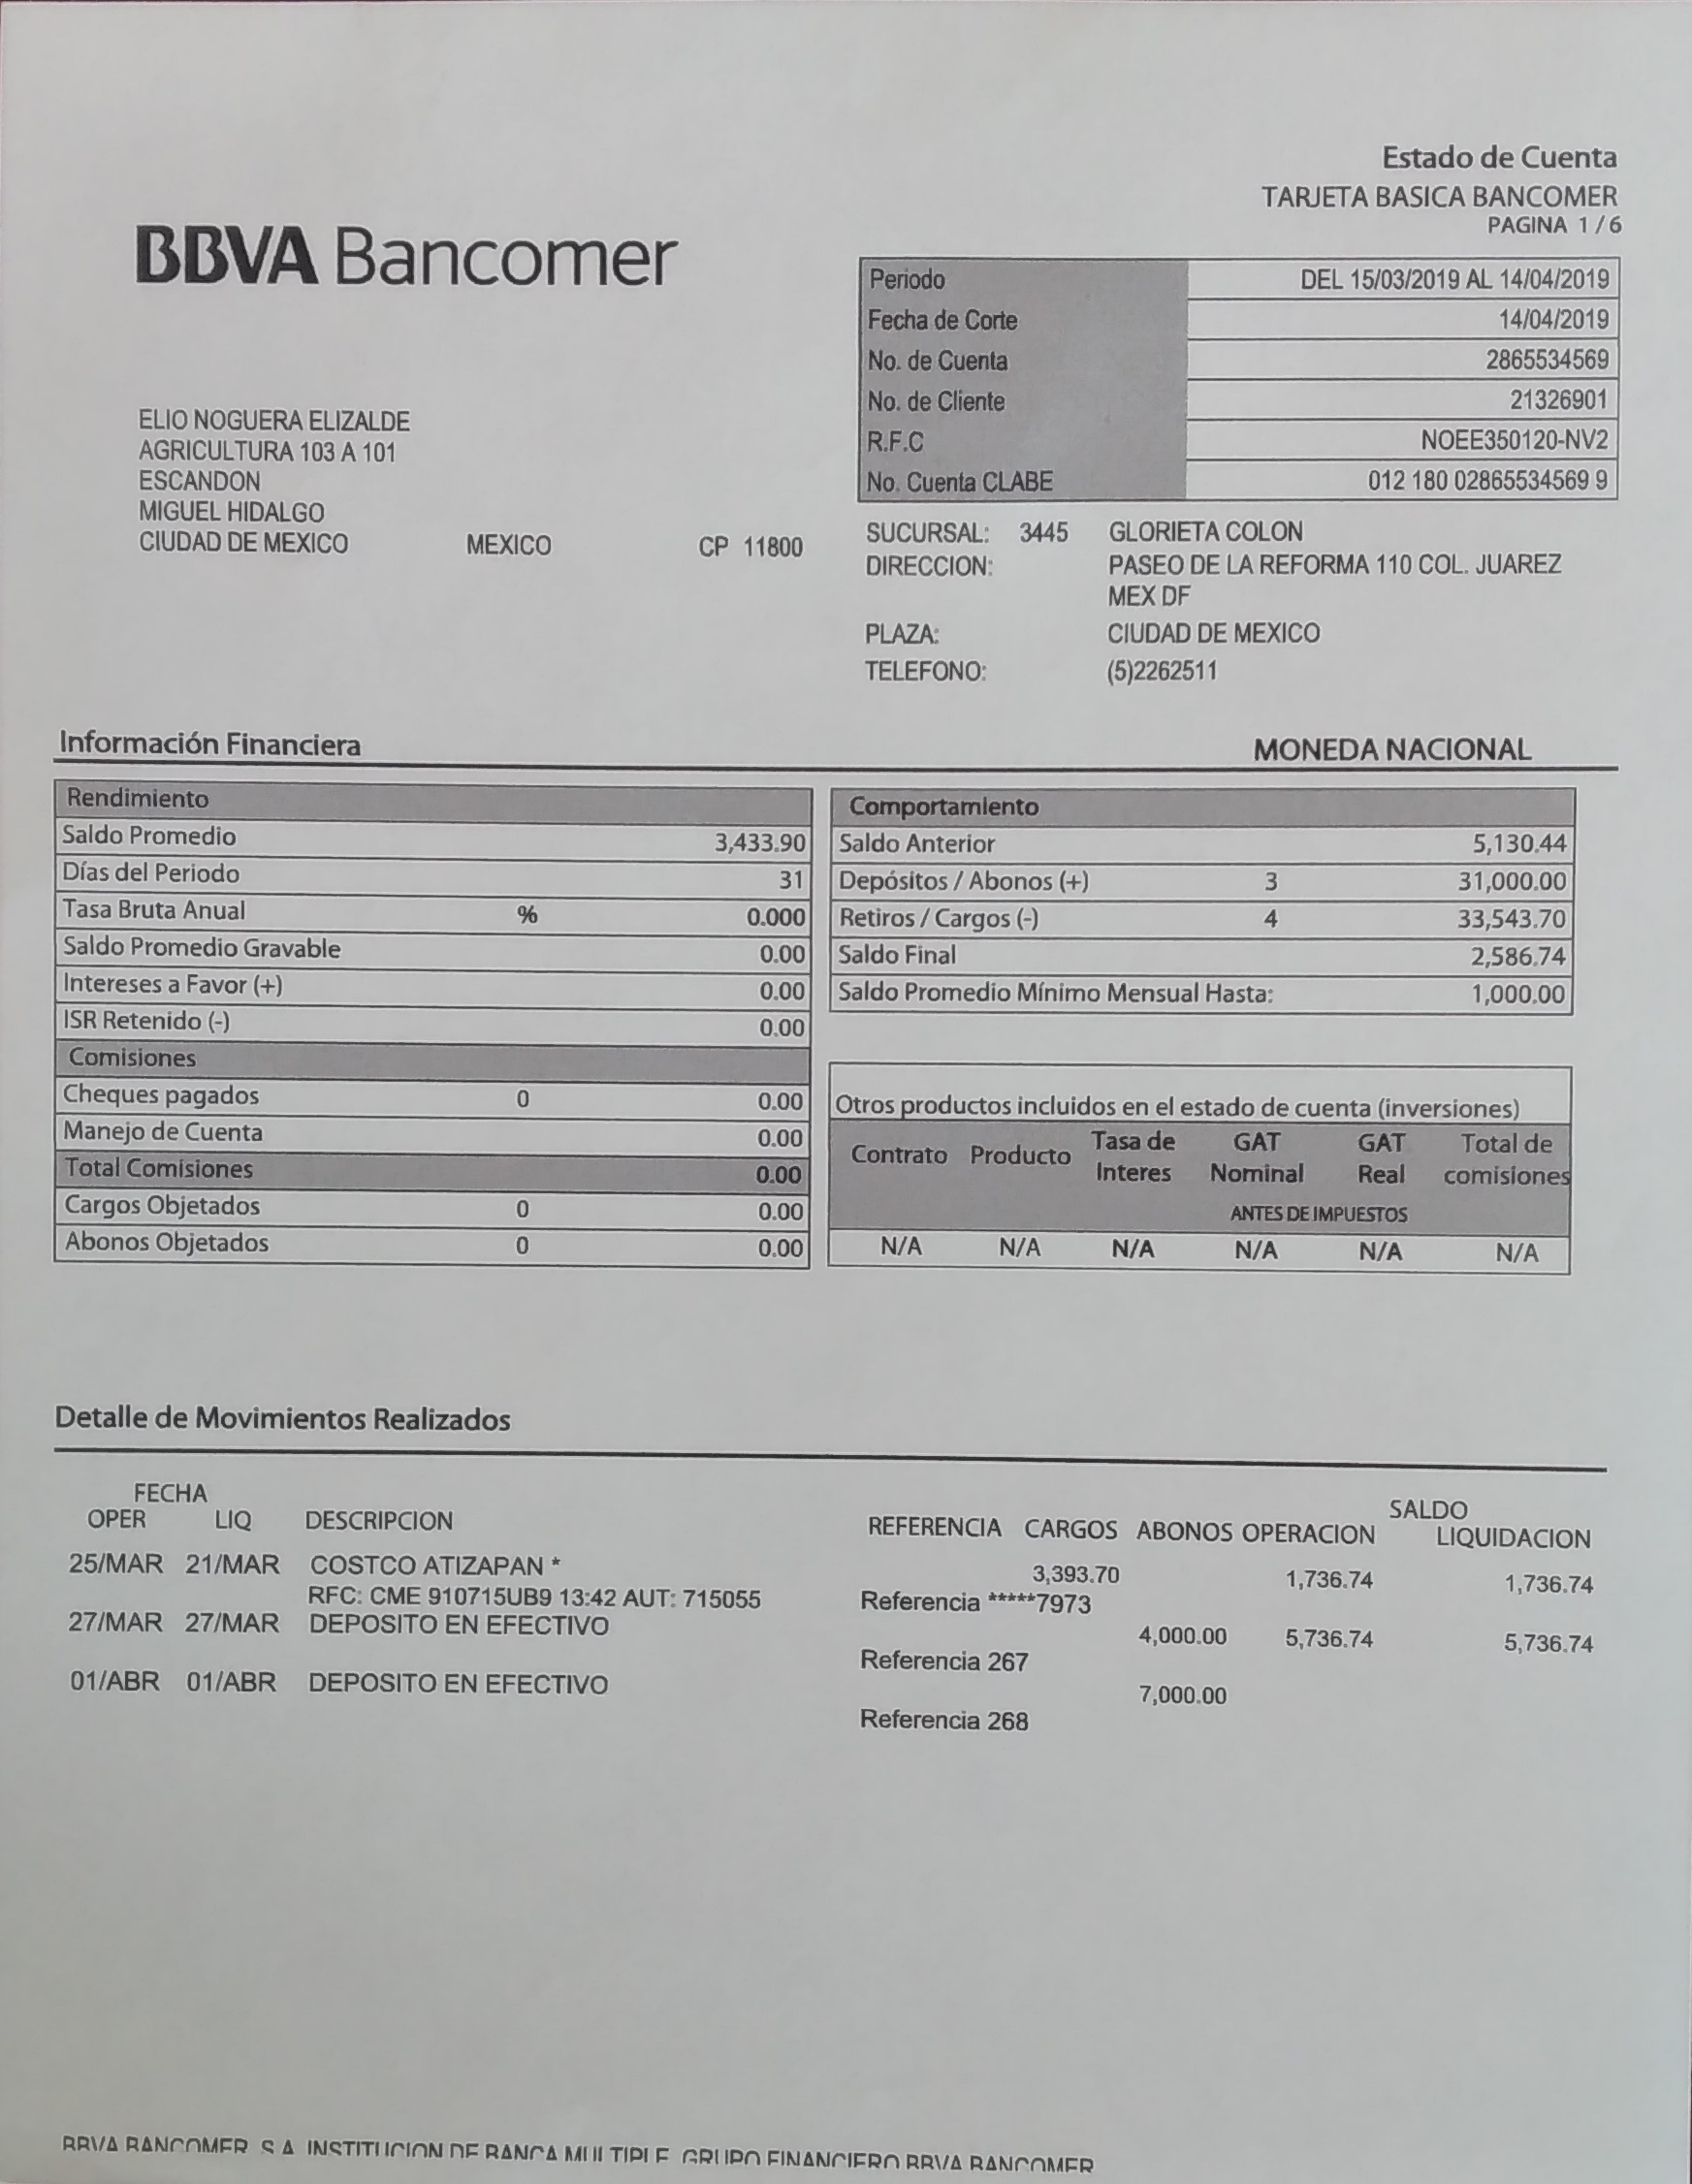 Estado de Cuenta
TARJETA BASICA BANCOMER
PAGINA 1 / 6
BBVA Bancomer
Periodo DEL 15/03/2019 AL 14/04/2019
Fecha de Corte 14/04/2019
No. de Cuenta 2865534569
No. de Cliente 21326901
R.F.C NOEE350120-NV2
No. Cuenta CLABE 012 180 02865534569 9
ELIO NOGUERA ELIZALDE
AGRICULTURA 103 A 101
ESCANDON
MIGUEL HIDALGO
CIUDAD DE MEXICO MEXICO CP 11800
SUCURSAL: 3445 GLORIETA COLON
DIRECCION: PASEO DE LA REFORMA 110 COL. JUAREZ
MEX DF
PLAZA: CIUDAD DE MEXICO
TELEFONO: (5)2262511
Información Financiera MONEDA NACIONAL
Rendimiento
Saldo Promedio 3,433.90
Días del Periodo 31
Tasa Bruta Anual % 0.000
Saldo Promedio Gravable 0.00
Intereses a Favor (+) 0.00
ISR Retenido (-) 0.00
Comisiones
Cheques pagados 0 0.00
Manejo de Cuenta 0.00
Total Comisiones 0.00
Cargos Objetados 0 0.00
Abonos Objetados 0 0.00
Comportamiento
Saldo Anterior 5,130.44
Depósitos / Abonos (+) 3 31,000.00
Retiros / Cargos (-) 4 33,543.70
Saldo Final 2,586.74
Saldo Promedio Mínimo Mensual Hasta: 1,000.00
Otros productos incluidos en el estado de cuenta (inversiones)
Contrato Producto Tasa de Interes GAT Nominal GAT Real Total de comisiones
ANTES DE IMPUESTOS
N/A N/A N/A N/A N/A N/A
Detalle de Movimientos Realizados
FECHA SALDO
OPER LIQ DESCRIPCION REFERENCIA CARGOS ABONOS OPERACION LIQUIDACION
25/MAR 21/MAR COSTCO ATIZAPAN * 3,393.70 1,736.74 1,736.74
RFC: CME 910715UB9 13:42 AUT: 715055 Referencia *****7973
27/MAR 27/MAR DEPOSITO EN EFECTIVO 4,000.00 5,736.74 5,736.74
Referencia 267
01/ABR 01/ABR DEPOSITO EN EFECTIVO 7,000.00
Referencia 268
BBVA BANCOMER, S.A. INSTITUCION DE BANCA MULTIPLE, GRUPO FINANCIERO BBVA BANCOMER